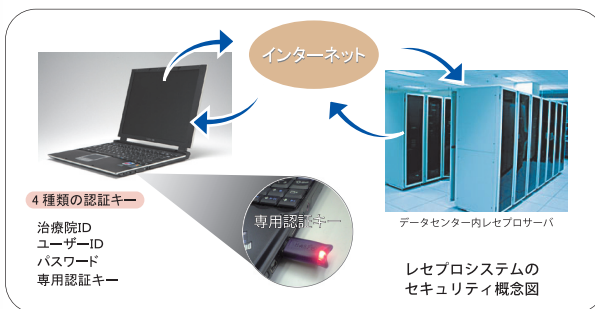 インターネット
4種類の認証キー
治療院ID
ユーザーID
パスワード
専用認証キー
専用認証キー
データセンター内レセプロサーバ
レセプロシステムの
セキュリティ概念図